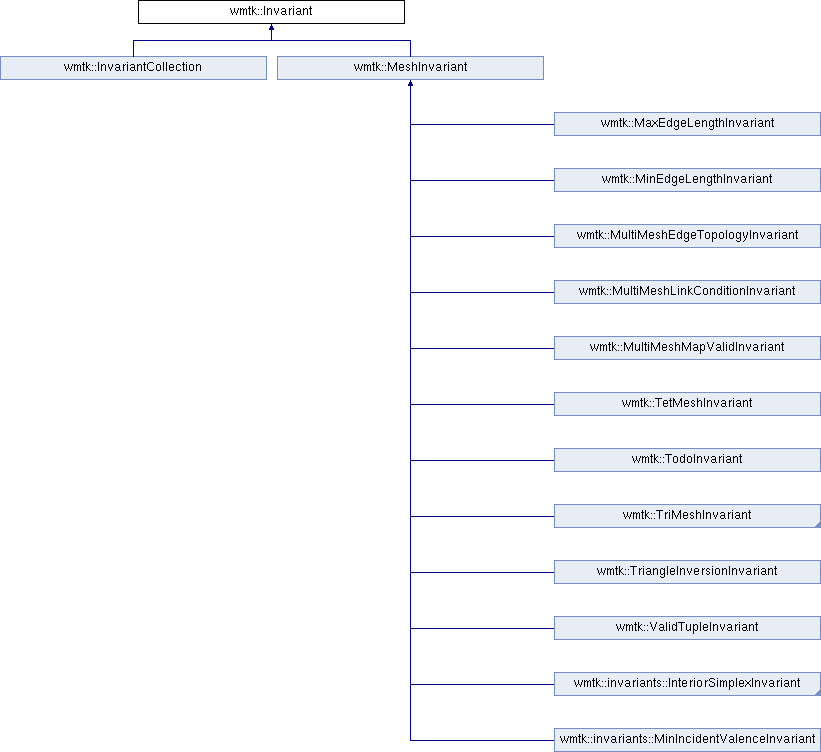 wmtk::Invariant
wmtk::InvariantCollection
wmtk::MeshInvariant
wmtk::MaxEdgeLengthInvariant
wmtk::MinEdgeLengthInvariant
wmtk::MultiMeshEdgeTopologyInvariant
wmtk::MultiMeshLinkConditionInvariant
wmtk::MultiMeshMapValidInvariant
wmtk::TetMeshInvariant
wmtk::TodoInvariant
wmtk::TriMeshInvariant
wmtk::TriangleInversionInvariant
wmtk::ValidTupleInvariant
wmtk::invariants::InteriorSimplexInvariant
wmtk::invariants::MinIncidentValenceInvariant